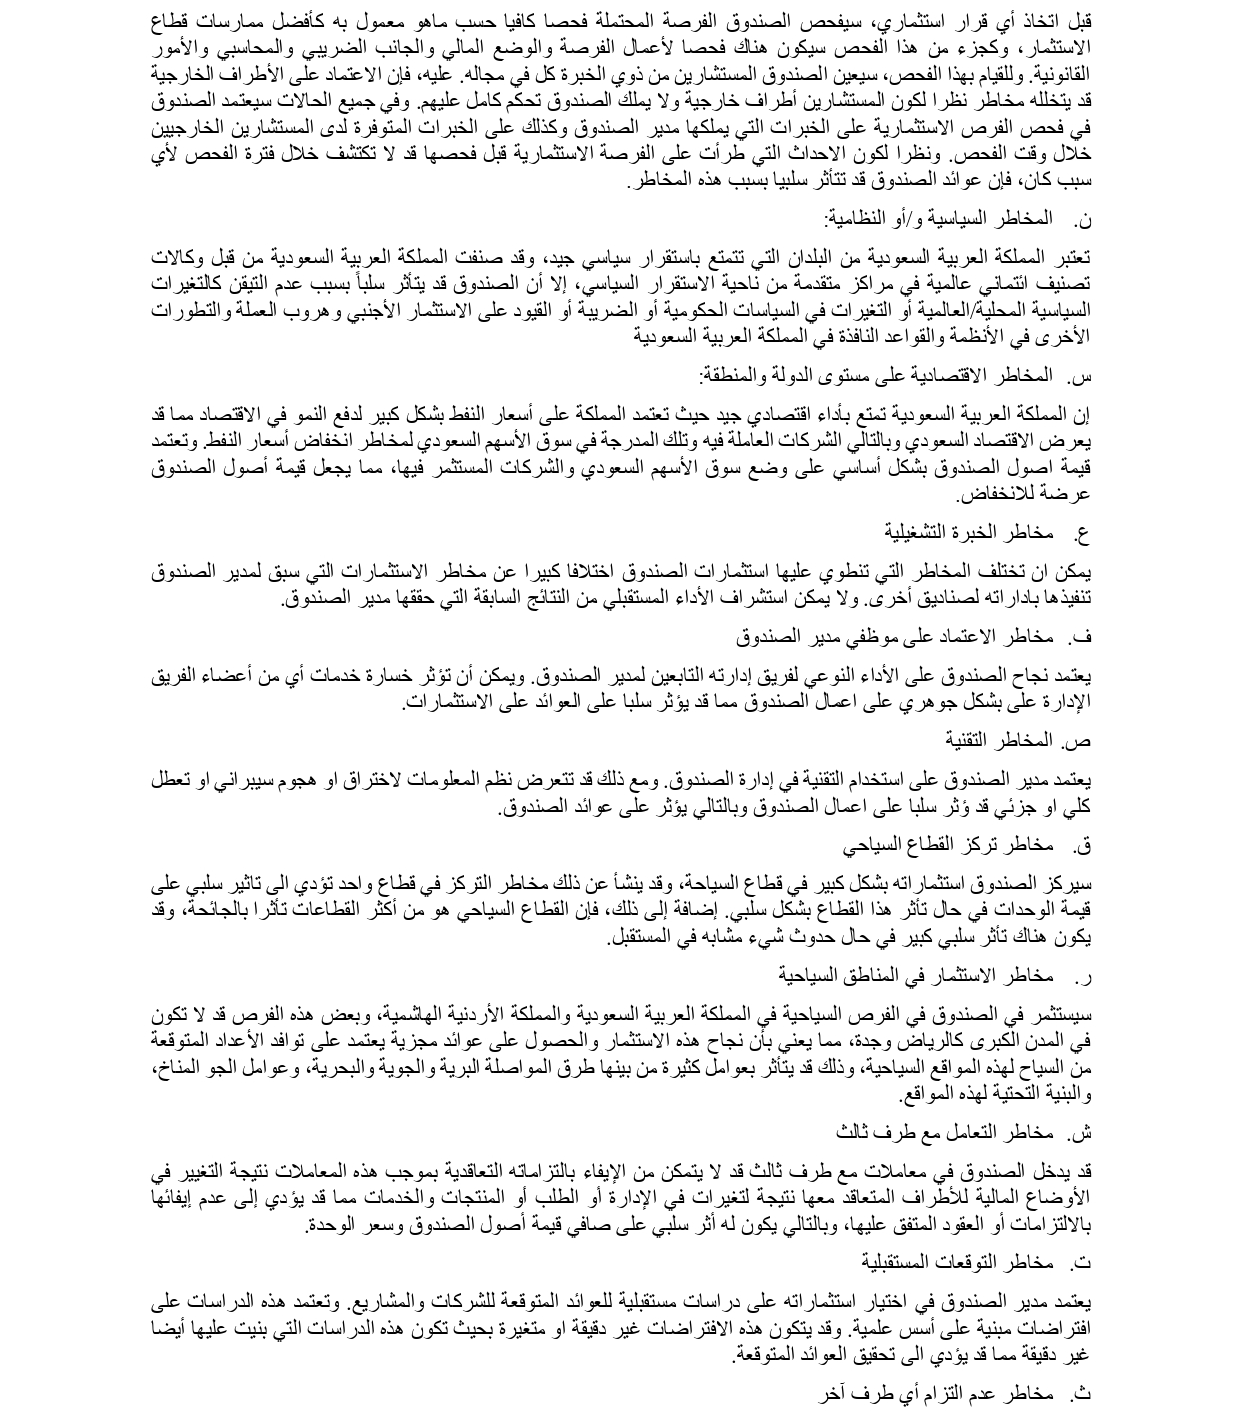 قبل اتخاذ أي قرار استثماري، سيفحص الصندوق الفرصة المحتملة فحصا كافيا حسب ماهو معمول به كأفضل ممارسات قطاع
الاستثمار، وكجزء من هذا الفحص سيكون هناك فحصا لأعمال الفرصة والوضع المالي والجانب الضريبي والمحاسبي والأمور
القانونية. وللقيام بهذا الفحص، سيعين الصندوق المستشارين من ذوي الخبرة كل في مجاله. عليه، فإن الاعتماد على الأطراف الخارجية
قد يتخلله مخاطر نظرا لكون المستشارين أطراف خارجية ولا يملك الصندوق تحكم كامل عليهم. وفي جميع الحالات سيعتمد الصندوق
في فحص الفرص الاستثمارية على الخبرات التي يملكها مدير الصندوق وكذلك على الخبرات المتوفرة لدى المستشارين الخارجيين
خلال وقت الفحص. ونظرا لكون الاحداث التي طرأت على الفرصة الاستثمارية قبل فحصها قد لا تكتشف خلال فترة الفحص لأي
سبب كان، فإن عوائد الصندوق قد تتأثر سلبيا بسبب هذه المخاطر.
ن. المخاطر السياسية و/أو النظامية:
تعتبر المملكة العربية السعودية من البلدان التي تتمتع باستقرار سياسي جيد، وقد صنفت المملكة العربية السعودية من قبل وكالات
تصنيف ائتماني عالمية في مراكز متقدمة من ناحية الاستقرار السياسي، إلا أن الصندوق قد يتأثر سلباً بسبب عدم التيقن كالتغيرات
السياسية المحلية/العالمية أو التغيرات في السياسات الحكومية أو الضريبة أو القيود على الاستثمار الأجنبي وهروب العملة والتطورات
الأخرى في الأنظمة والقواعد النافذة في المملكة العربية السعودية
س. المخاطر الاقتصادية على مستوى الدولة والمنطقة:
إن المملكة العربية السعودية تمتع بأداء اقتصادي جيد حيث تعتمد المملكة على أسعار النفط بشكل كبير لدفع النمو في الاقتصاد مما قد
يعرض الاقتصاد السعودي وبالتالي الشركات العاملة فيه وتلك المدرجة في سوق الأسهم السعودي لمخاطر انخفاض أسعار النفط. وتعتمد
قيمة اصول الصندوق بشكل أساسي على وضع سوق الأسهم السعودي والشركات المستثمر فيها، مما يجعل قيمة أصول الصندوق
عرضة للانخفاض.
ع. مخاطر الخبرة التشغيلية
يمكن ان تختلف المخاطر التي تنطوي عليها استثمارات الصندوق اختلافا كبيرا عن مخاطر الاستثمارات التي سبق لمدير الصندوق
تنفيذها باداراته لصناديق أخرى. ولا يمكن استشراف الأداء المستقبلي من النتائج السابقة التي حققها مدير الصندوق.
ف. مخاطر الاعتماد على موظفي مدير الصندوق
يعتمد نجاح الصندوق على الأداء النوعي لفريق إدارته التابعين لمدير الصندوق. ويمكن أن تؤثر خسارة خدمات أي من أعضاء الفريق
الإدارة على بشكل جوهري على اعمال الصندوق مما قد يؤثر سلبا على العوائد على الاستثمارات.
ص. المخاطر التقنية
يعتمد مدير الصندوق على استخدام التقنية في إدارة الصندوق. ومع ذلك قد تتعرض نظم المعلومات لاختراق او هجوم سيبراني او تعطل
كلي او جزئي قد ؤثر سلبا على اعمال الصندوق وبالتالي يؤثر على عوائد الصندوق.
ق. مخاطر تركز القطاع السياحي
سيركز الصندوق استثماراته بشكل كبير في قطاع السياحة، وقد ينشأ عن ذلك مخاطر التركز في قطاع واحد تؤدي الى تاثير سلبي على
قيمة الوحدات في حال تأثر هذا القطاع بشكل سلبي. إضافة إلى ذلك، فإن القطاع السياحي هو من أكثر القطاعات تأثرا بالجائحة، وقد
يكون هناك تأثر سلبي كبير في حال حدوث شيء مشابه في المستقبل.
ر. مخاطر الاستثمار في المناطق السياحية
سيستثمر في الصندوق في الفرص السياحية في المملكة العربية السعودية والمملكة الأردنية الهاشمية، وبعض هذه الفرص قد لا تكون
في المدن الكبرى كالرياض وجدة، مما يعني بأن نجاح هذه الاستثمار والحصول على عوائد مجزية يعتمد على توافد الأعداد المتوقعة
من السياح لهذه المواقع السياحية، وذلك قد يتأثر بعوامل كثيرة من بينها طرق المواصلة البرية والجوية والبحرية، وعوامل الجو المناخ،
والبنية التحتية لهذه المواقع.
ش. مخاطر التعامل مع طرف ثالث
قد يدخل الصندوق في معاملات مع طرف ثالث قد لا يتمكن من الإيفاء بالتزاماته التعاقدية بموجب هذه المعاملات نتيجة التغيير في
الأوضاع المالية للأطراف المتعاقد معها نتيجة لتغيرات في الإدارة أو الطلب أو المنتجات والخدمات مما قد يؤدي إلى عدم إيفائها
بالالتزامات أو العقود المتفق عليها، وبالتالي يكون له أثر سلبي على صافي قيمة أصول الصندوق وسعر الوحدة.
ت. مخاطر التوقعات المستقبلية
يعتمد مدير الصندوق في اختيار استثماراته على دراسات مستقبلية للعوائد المتوقعة للشركات والمشاريع. وتعتمد هذه الدراسات على
افتراضات مبنية على أسس علمية. وقد يتكون هذه الافتراضات غير دقيقة او متغيرة بحيث تكون هذه الدراسات التي بنيت عليها أيضا
غير دقيقة مما قد يؤدي الى تحقيق العوائد المتوقعة.
ث. مخاطر عدم التزام أي طرف آخر